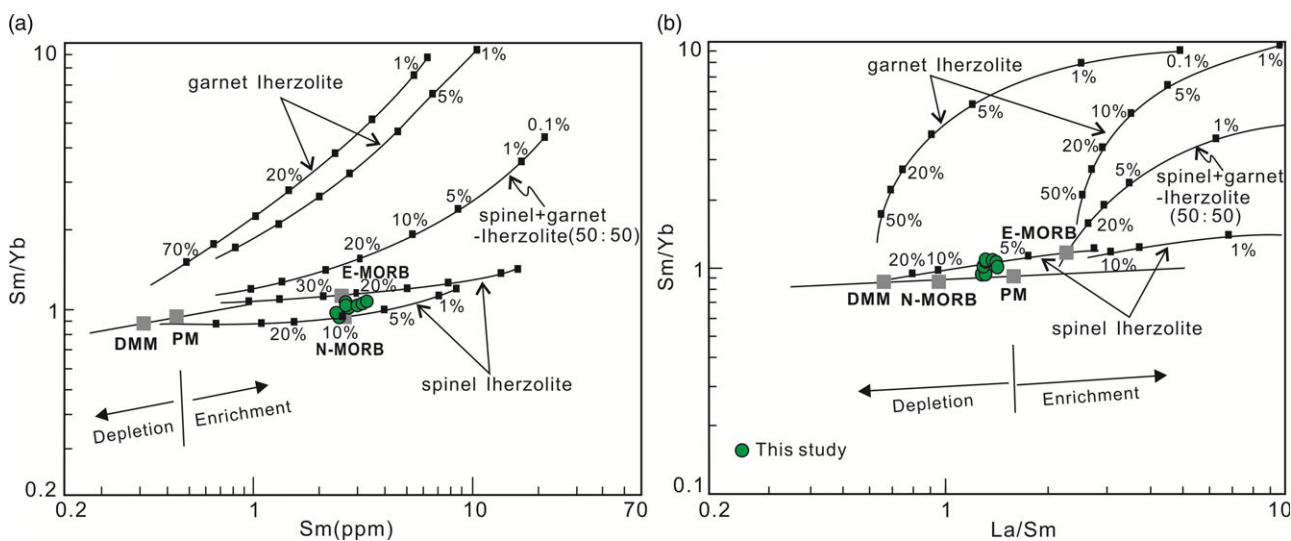 (a)
10
1
0.2
Sm/Yb
0.2
1
10
70
Sm(ppm)
garnet lherzolite
1%
1%
5%
20%
70%
0.1%
1%
5%
10%
20%
spinel+garnet
-lherzolite(50:50)
E-MORB
30%
20%
5%
1%
20%
10%
N-MORB
DMM
PM
spinel lherzolite
Depletion
Enrichment
(b)
10
1
0.1
Sm/Yb
0.2
1
10
La/Sm
garnet lherzolite
0.1%
1%
5%
20%
50%
1%
5%
10%
20%
50%
1%
5%
20%
spinel+garnet
-lherzolite
(50:50)
E-MORB
20%
10%
5%
10%
1%
DMM
N-MORB
PM
spinel lherzolite
Depletion
Enrichment
This study